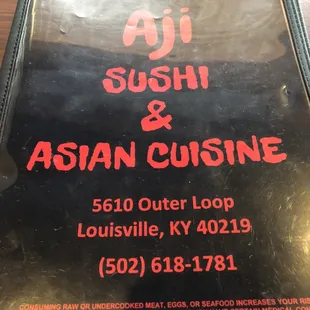 Aji
SUSHI
&
ASIAN CUISINE
5610 Outer Loop
Louisville, KY 40219
(502) 618-1781
CONSUMING RAW OR UNDERCOOKED MEAT, EGGS, OR SEAFOOD INCREASES YOUR RIS